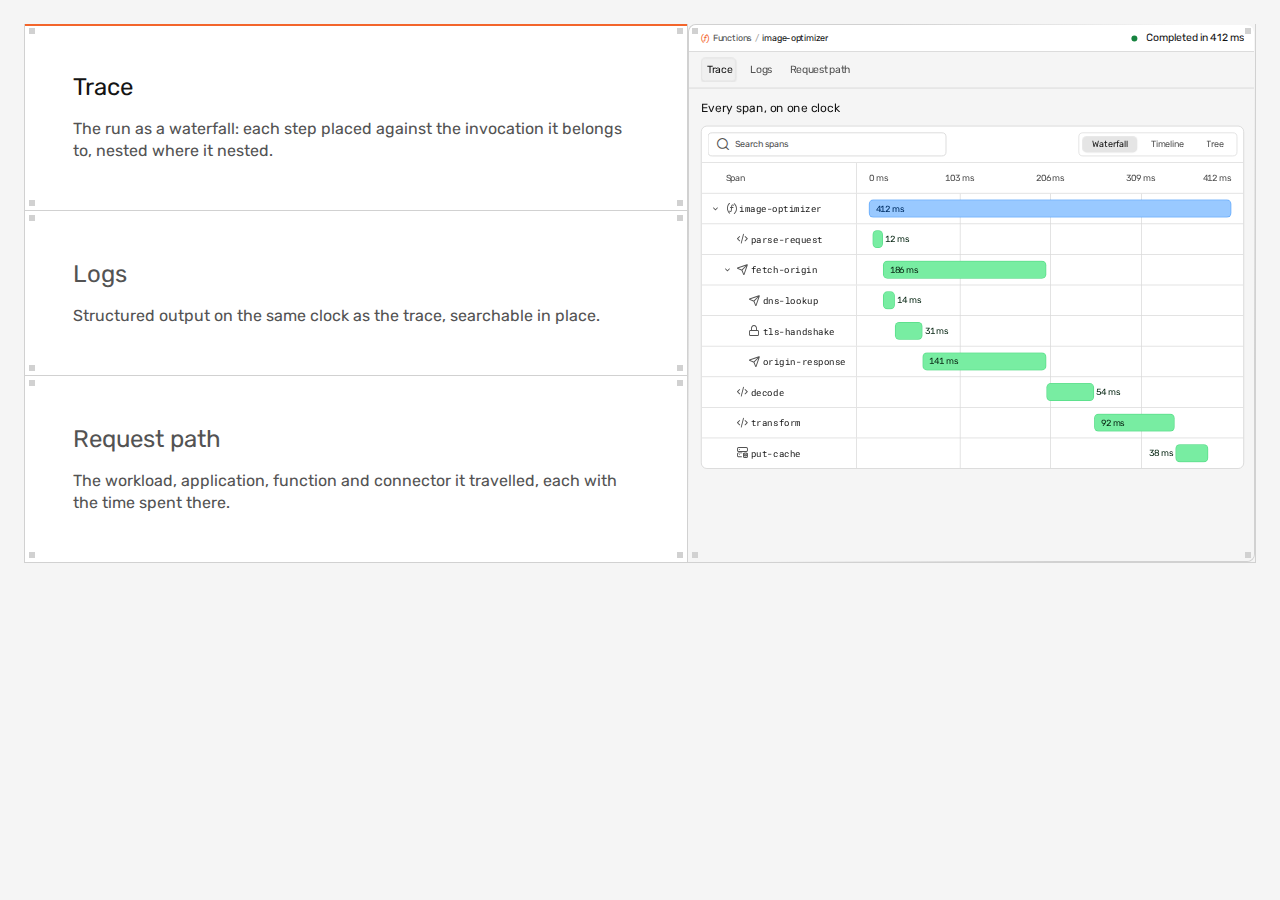 Trace
The run as a waterfall: each step placed against the invocation it belongs
to, nested where it nested.
Logs
Structured output on the same clock as the trace, searchable in place.
Request path
The workload, application, function and connector it travelled, each with
the time spent there.
Functions / image-optimizer
Completed in 412 ms
Trace Logs Request path
Every span, on one clock
Search spans
Waterfall Timeline Tree
Span 0 ms 103 ms 206 ms 309 ms 412 ms
image-optimizer 412 ms
parse-request 12 ms
fetch-origin 186 ms
dns-lookup 14 ms
tls-handshake 31 ms
origin-response 141 ms
decode 54 ms
transform 92 ms
put-cache 38 ms